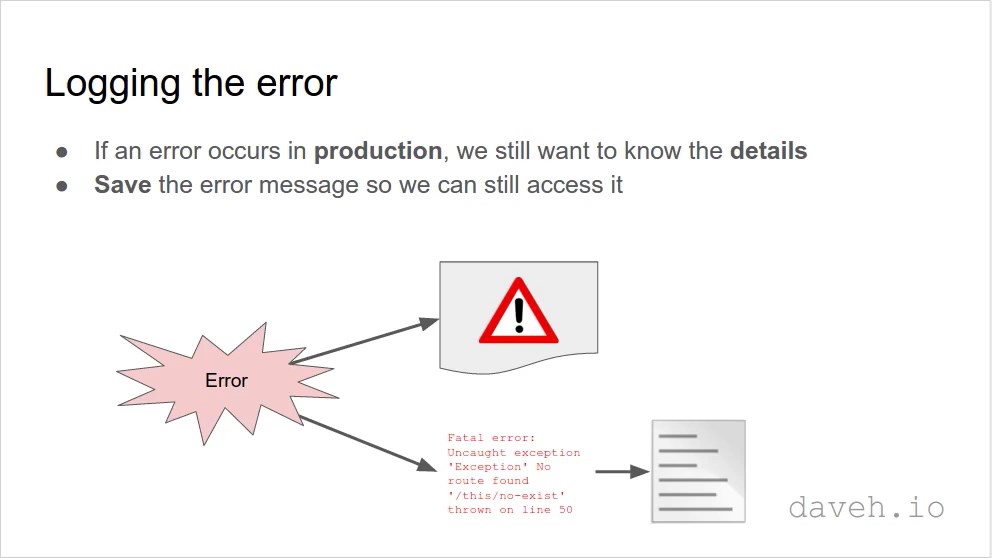 Logging the error
● If an error occurs in production, we still want to know the details
● Save the error message so we can still access it
Error
Fatal error:
Uncaught exception
'Exception' No
route found
'/this/no-exist'
thrown on line 50
daveh.io